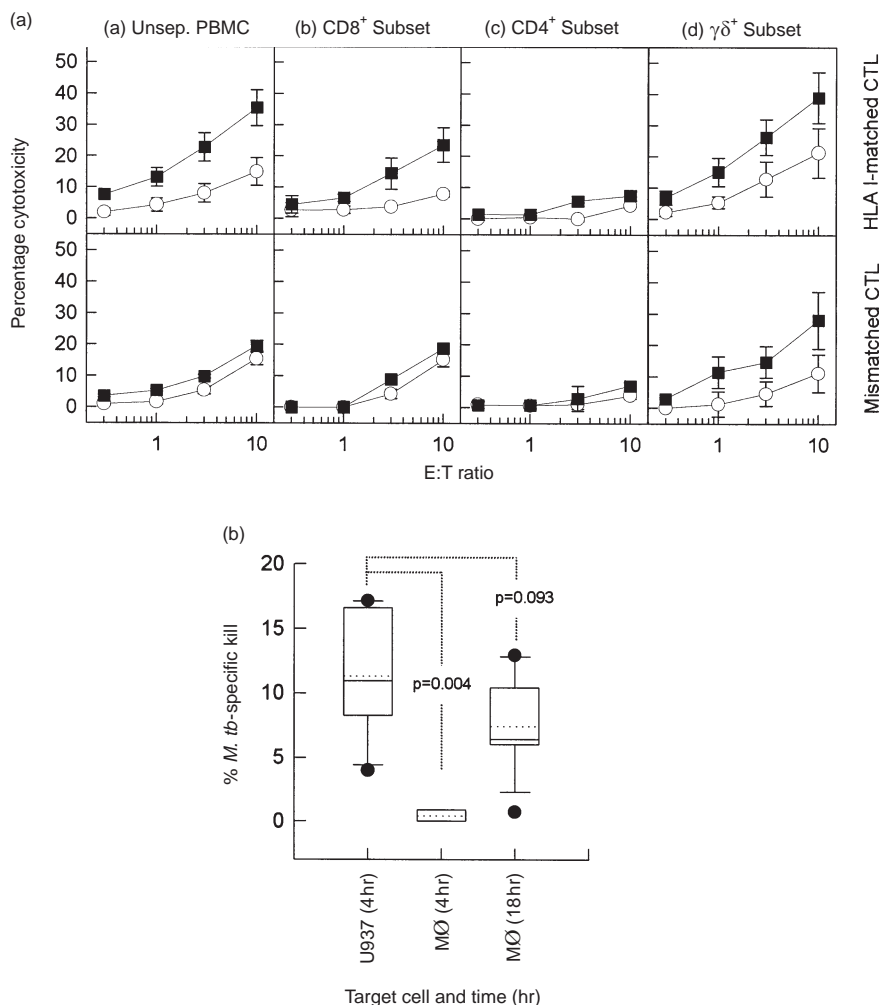 (a)
(a) Unsep. PBMC
(b) CD8+ Subset
(c) CD4+ Subset
(d) γδ+ Subset
50
40
30
20
10
0
HLA I-matched CTL
Percentage cytotoxicity
50
40
30
20
10
0
Mismatched CTL
1 10 1 10 1 10 1 10
E:T ratio
(b)
20
15
10
5
0
% M. tb-specific kill
p=0.004
p=0.093
U937 (4hr)
MØ (4hr)
MØ (18hr)
Target cell and time (hr)